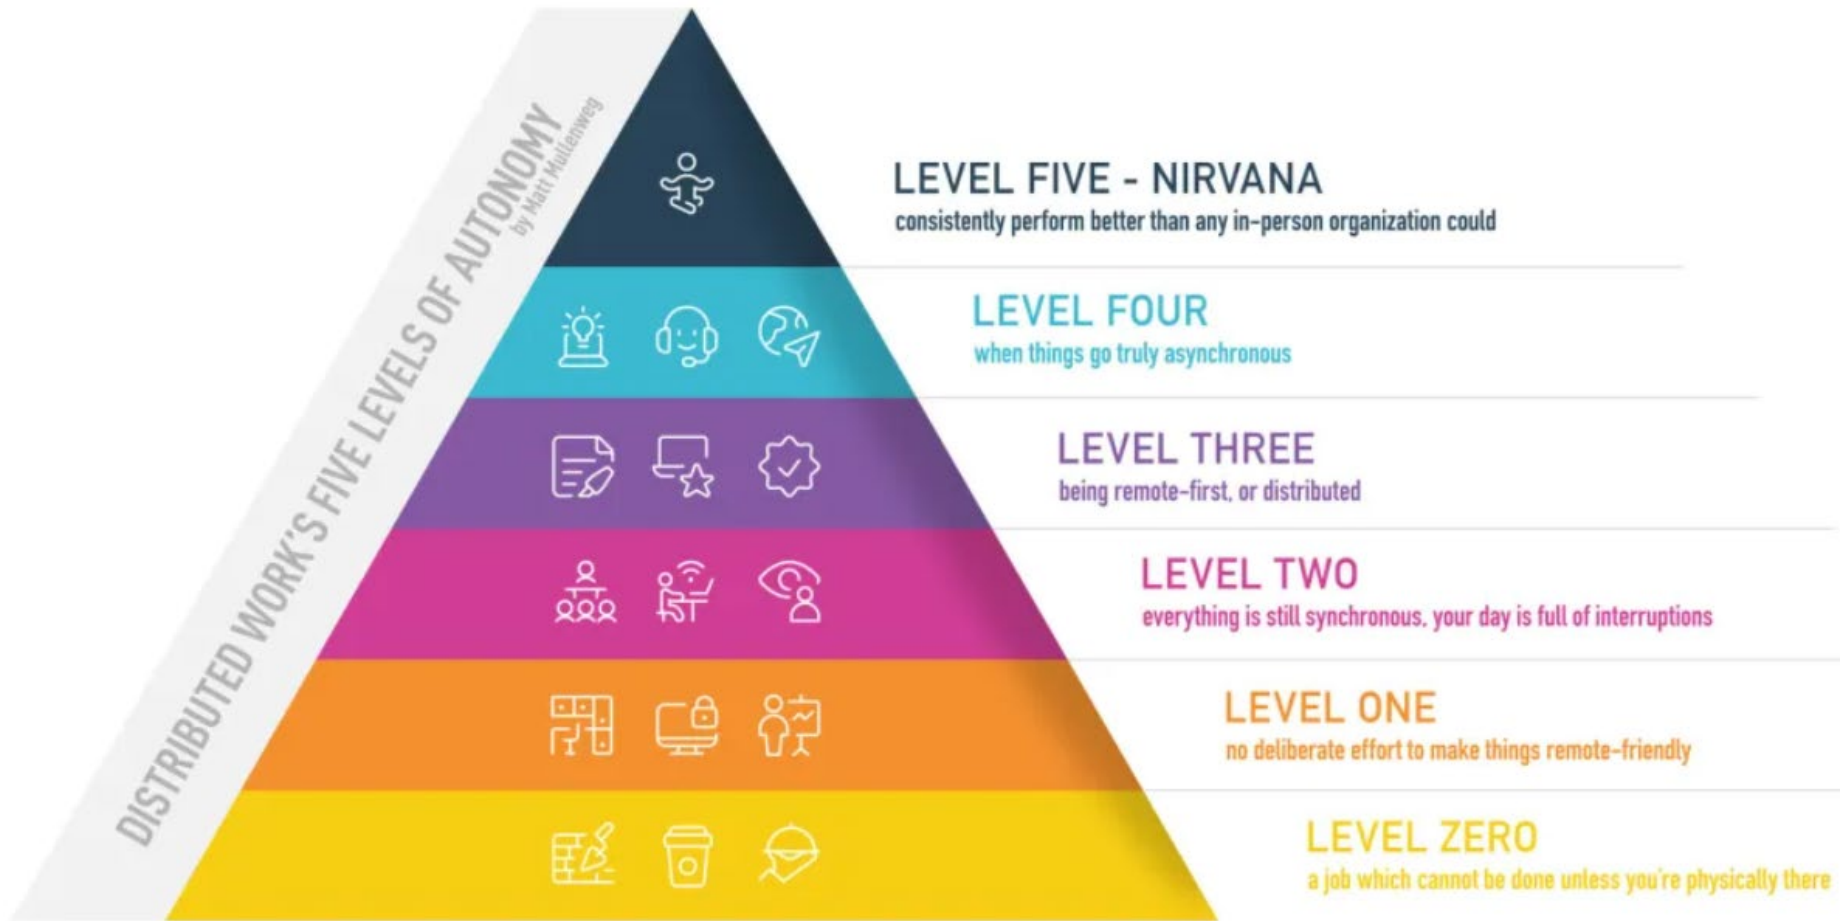 DISTRIBUTED WORK'S FIVE LEVELS OF AUTONOMY
by Matt Mullenweg
LEVEL FIVE - NIRVANA
consistently perform better than any in-person organization could
LEVEL FOUR
when things go truly asynchronous
LEVEL THREE
being remote-first, or distributed
LEVEL TWO
everything is still synchronous, your day is full of interruptions
LEVEL ONE
no deliberate effort to make things remote-friendly
LEVEL ZERO
a job which cannot be done unless you're physically there